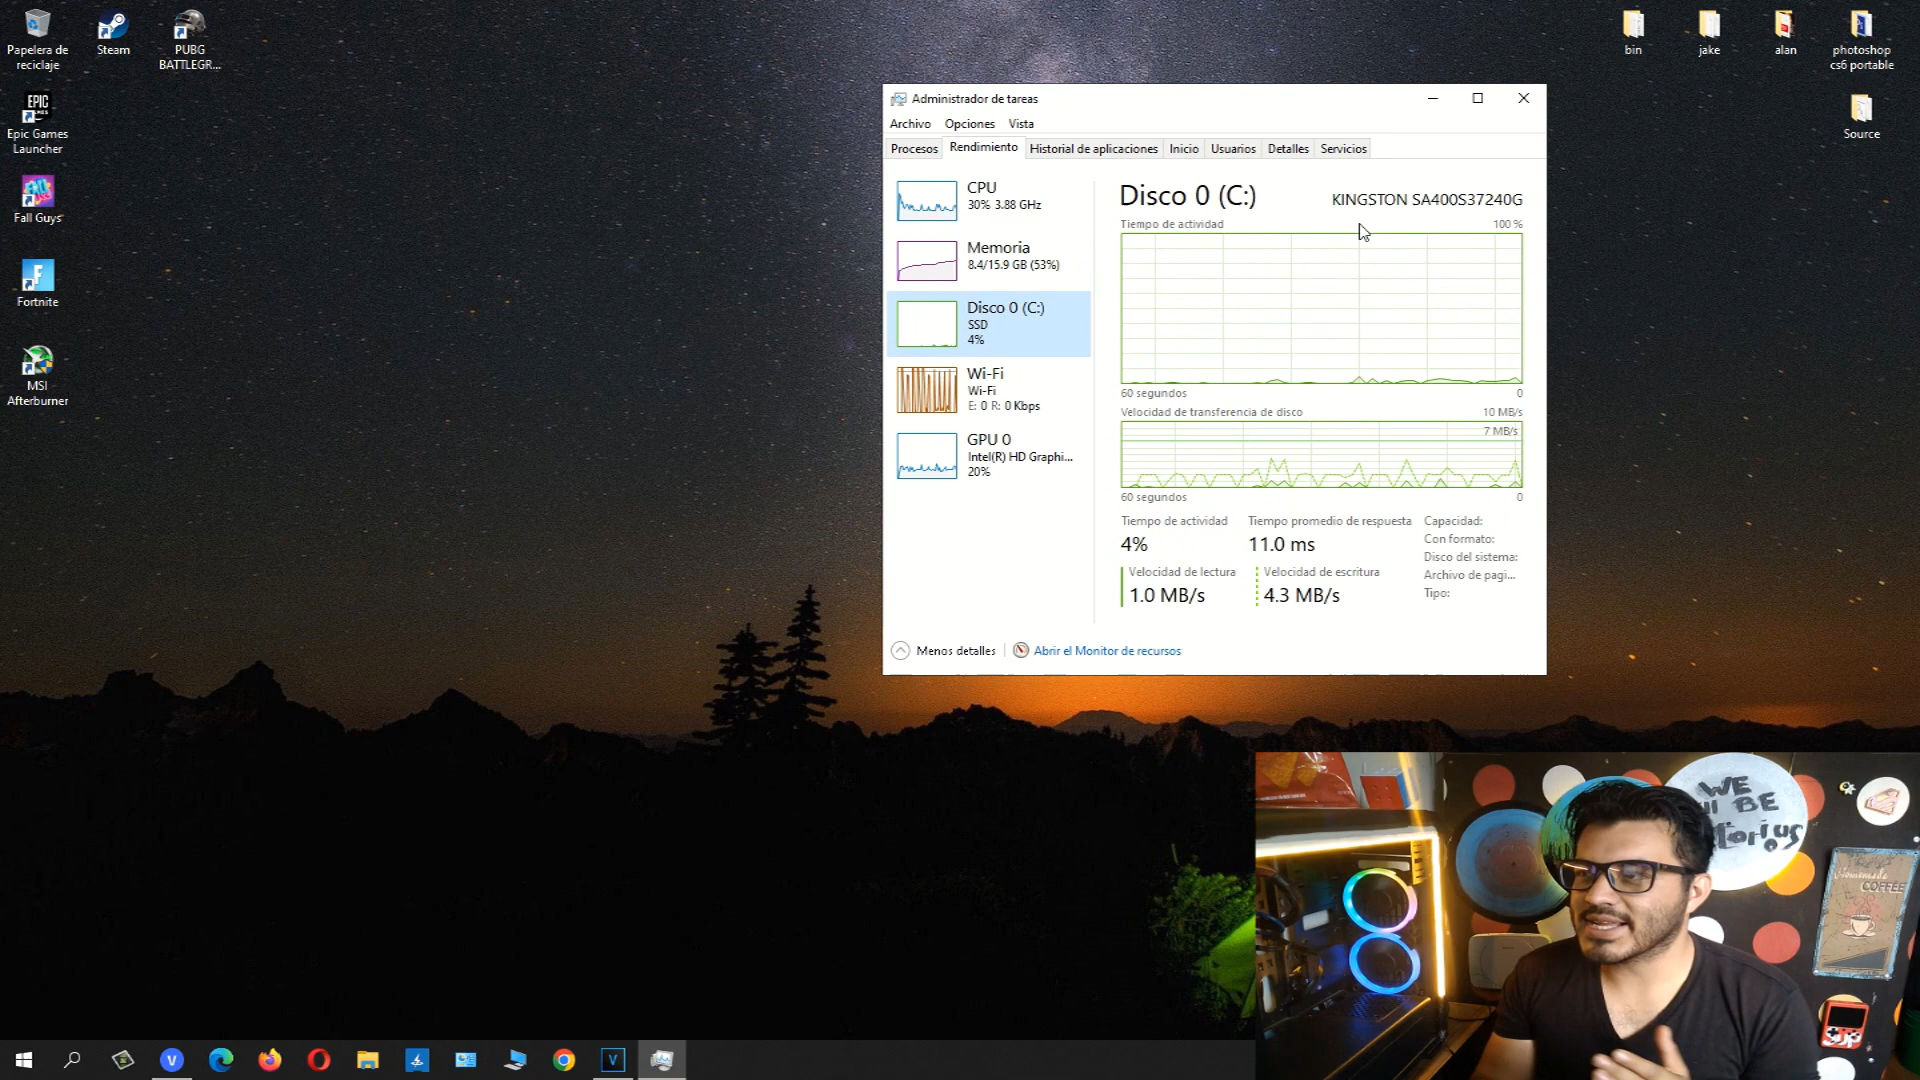 Papelera de
reciclaje
Steam
PUBG
BATTLEGR...
EPIC
GAMES
Epic Games
Launcher
Fall Guys
Fortnite
MSI
Afterburner
bin
jake
alan
photoshop
cs6 portable
Source
Administrador de tareas
Archivo Opciones Vista
Procesos Rendimiento Historial de aplicaciones Inicio Usuarios Detalles Servicios
CPU
30% 3.88 GHz
Memoria
8.4/15.9 GB (53%)
Disco 0 (C:)
SSD
4%
Wi-Fi
Wi-Fi
E: 0 R: 0 Kbps
GPU 0
Intel(R) HD Graphi...
20%
Disco 0 (C:) KINGSTON SA400S37240G
Tiempo de actividad 100 %
60 segundos 0
Velocidad de transferencia de disco 10 MB/s
7 MB/s
60 segundos 0
Tiempo de actividad
4%
Tiempo promedio de respuesta
11.0 ms
Velocidad de lectura
1.0 MB/s
Velocidad de escritura
4.3 MB/s
Capacidad:
Con formato:
Disco del sistema:
Archivo de pagi...
Tipo:
Menos detalles Abrir el Monitor de recursos
WE
BE
COFFEE
SUP